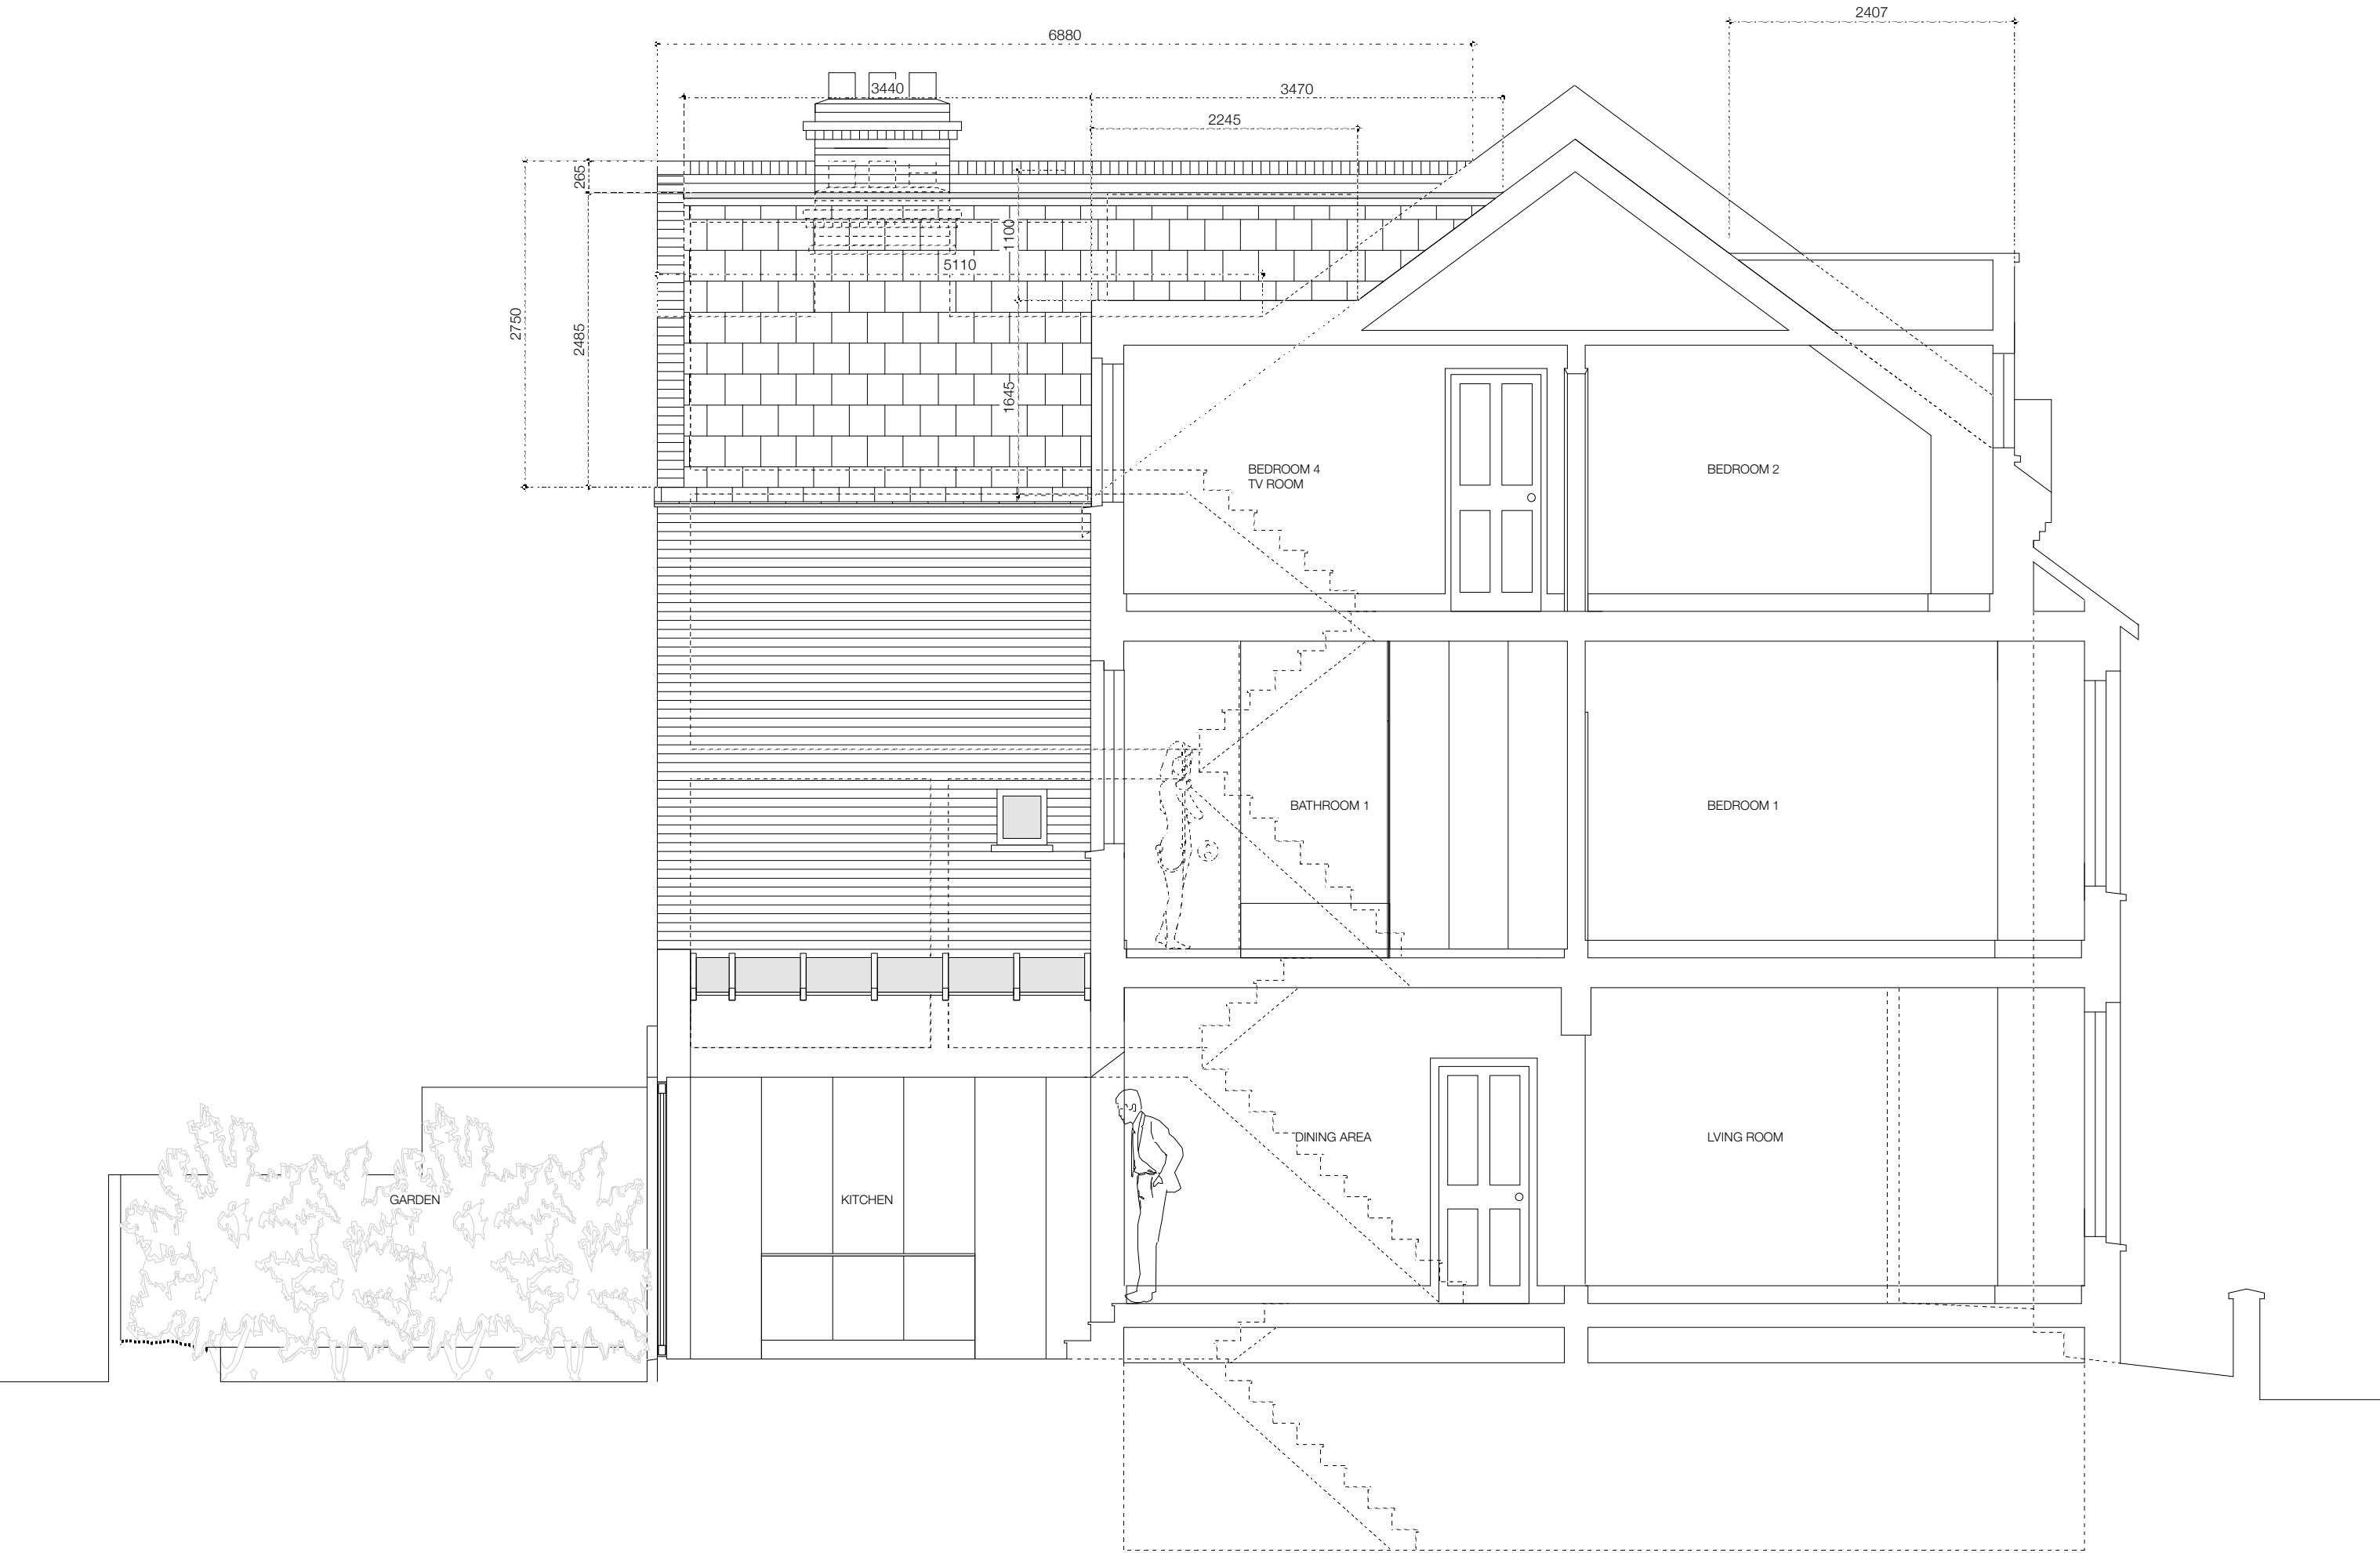 2407
6880
3440
3470
2245
265
1100
5110
2750
2485
1645
BEDROOM 4
TV ROOM
BEDROOM 2
BATHROOM 1
BEDROOM 1
DINING AREA
LVING ROOM
GARDEN
KITCHEN